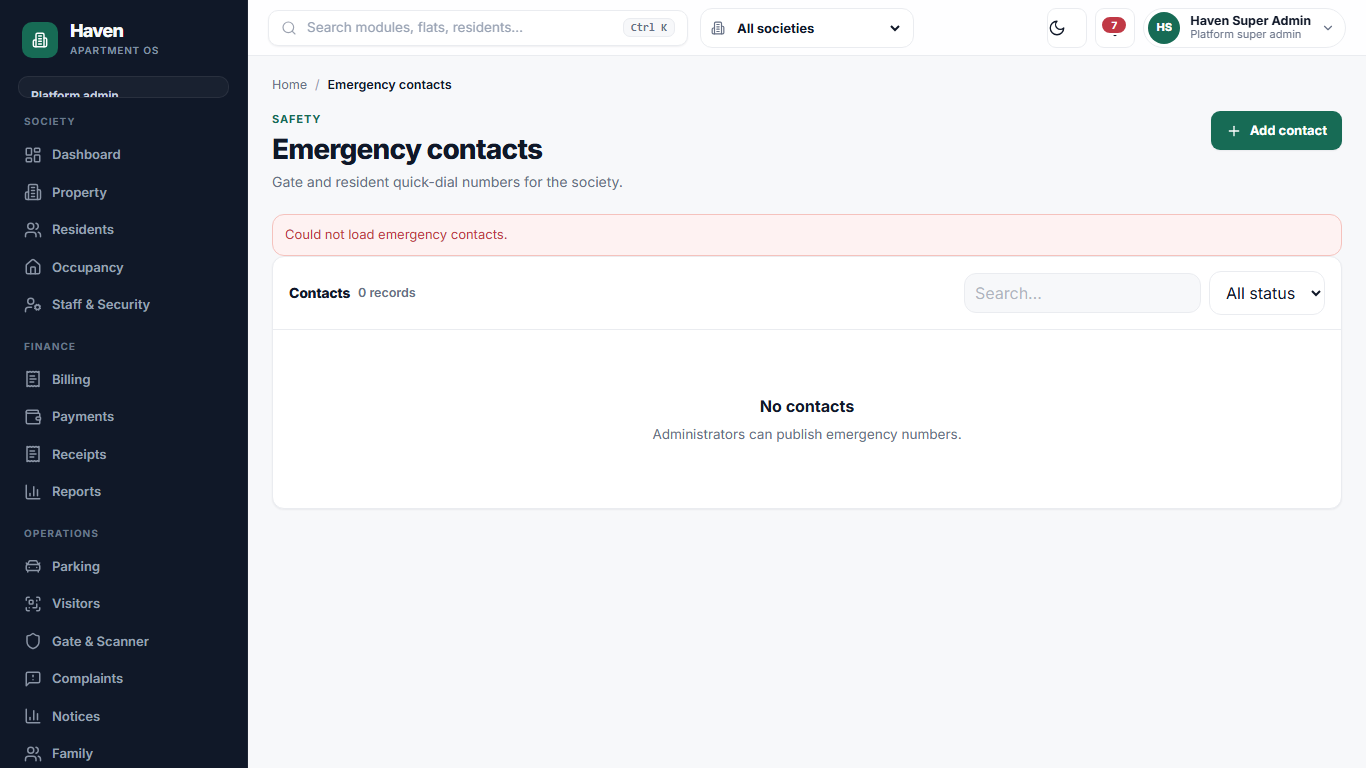 Haven
APARTMENT OS
Platform admin
SOCIETY
Dashboard
Property
Residents
Occupancy
Staff & Security
FINANCE
Billing
Payments
Receipts
Reports
OPERATIONS
Parking
Visitors
Gate & Scanner
Complaints
Notices
Family
Search modules, flats, residents... Ctrl K
All societies
7
HS
Haven Super Admin
Platform super admin
Home / Emergency contacts
SAFETY
Emergency contacts
Gate and resident quick-dial numbers for the society.
+ Add contact
Could not load emergency contacts.
Contacts 0 records
Search...
All status
No contacts
Administrators can publish emergency numbers.